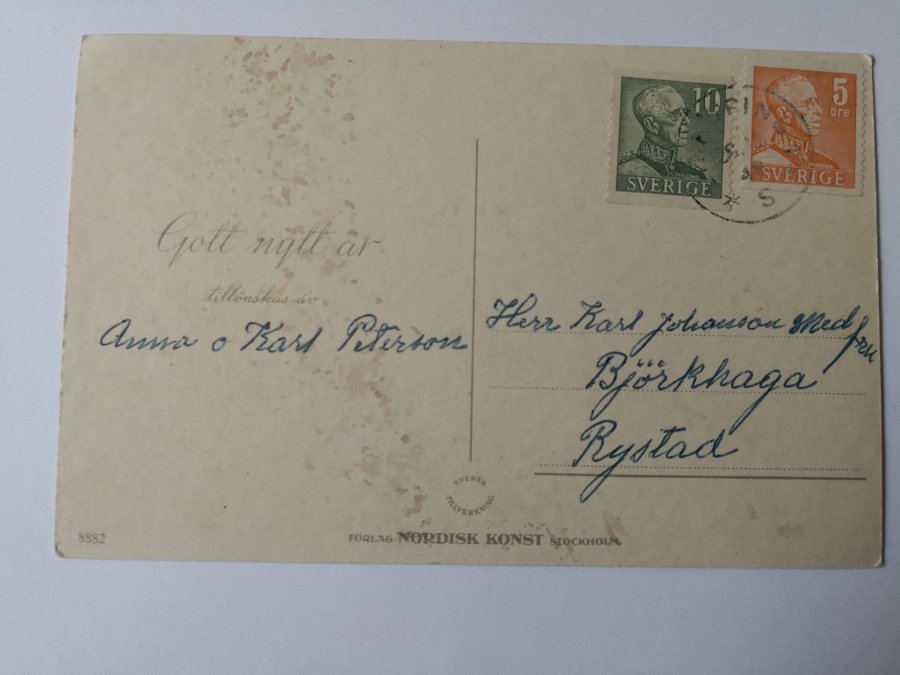 10
SVERIGE
5
öre
SVERIGE
Gott nytt år
tillönskas av
Anna o Karl Peterson
Herr Karl Johanson med
fru
Björkhaga
Rystad
SVENSK
TILLVERKNING
8882
FÖRLAG NORDISK KONST STOCKHOLM